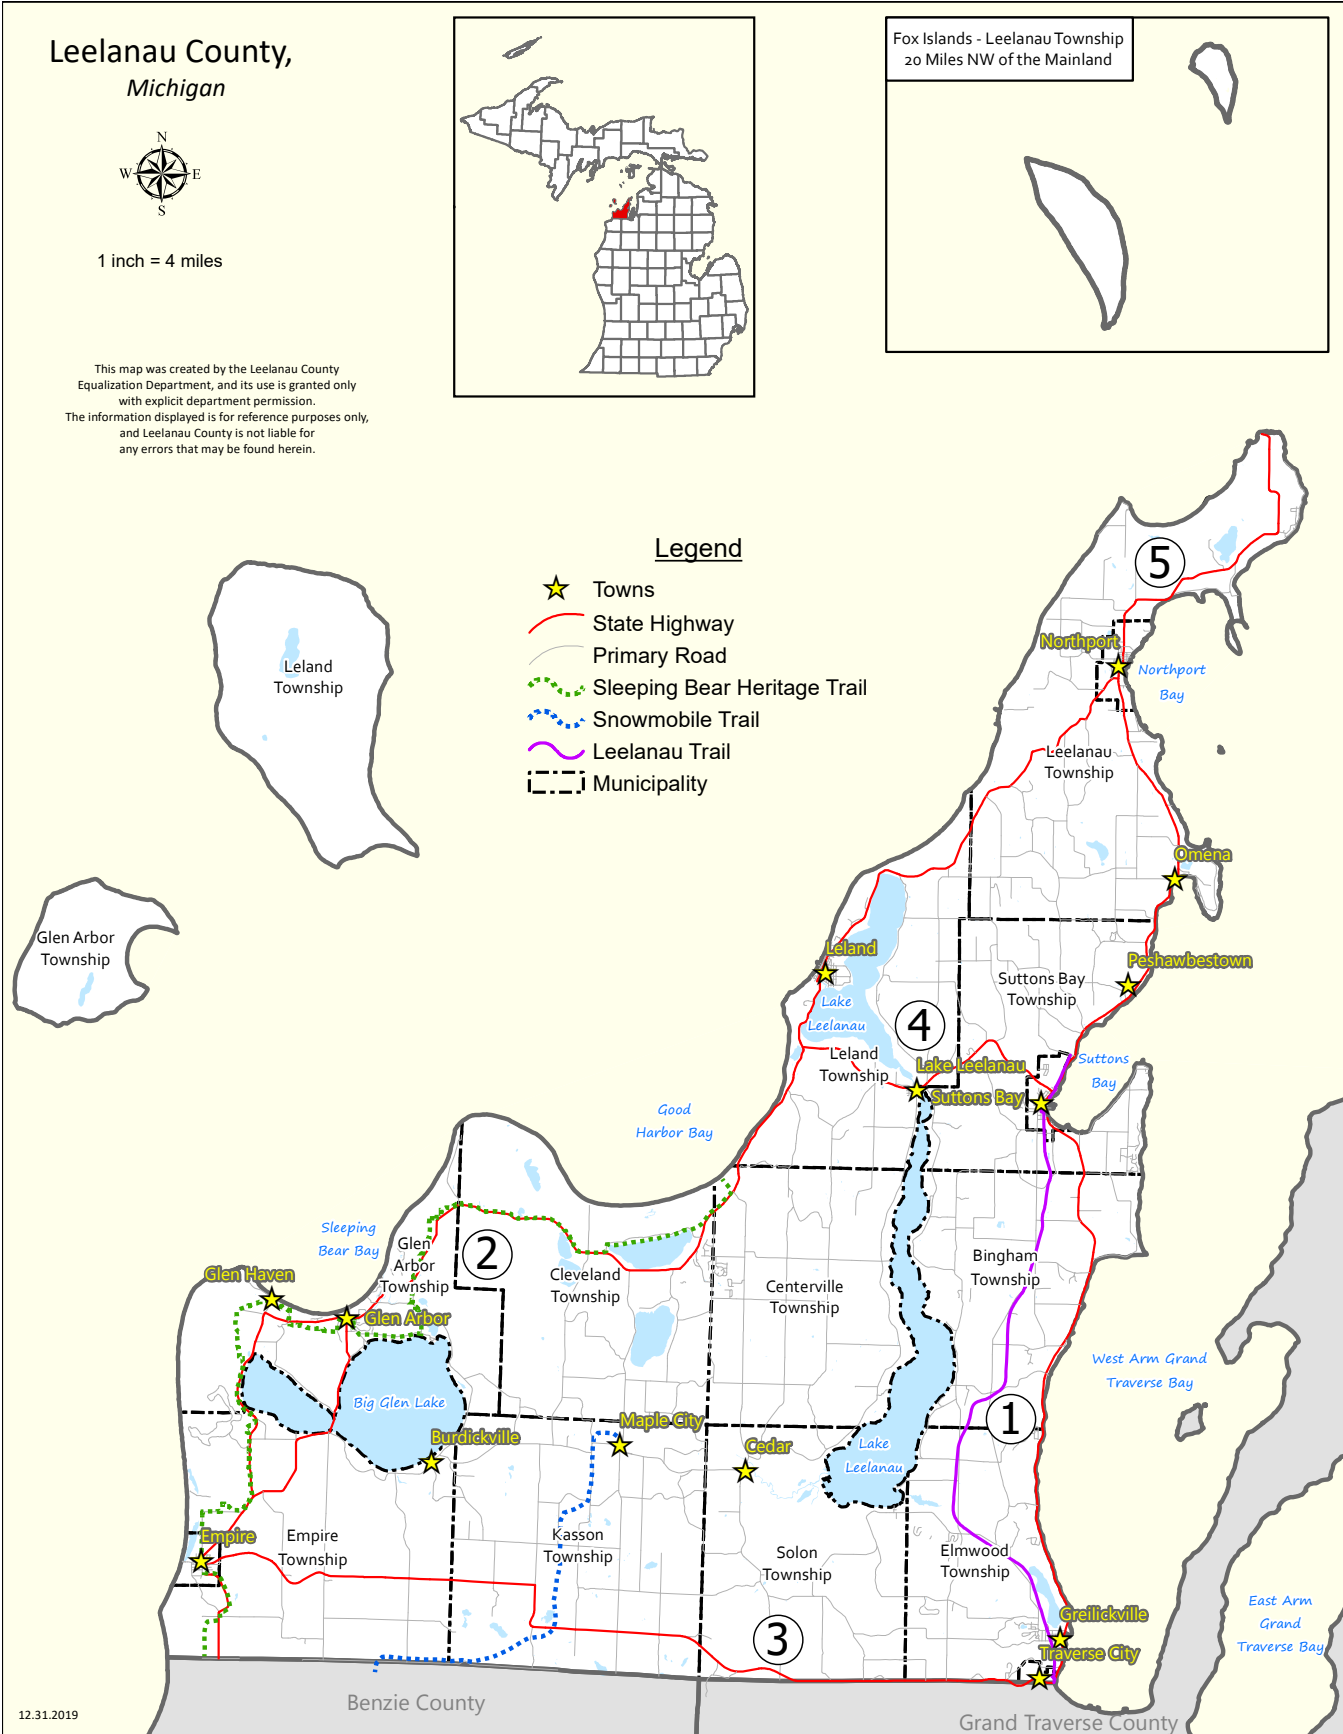 Leelanau County,
Michigan
N
W
E
S
1 inch = 4 miles
This map was created by the Leelanau County
Equalization Department, and its use is granted only
with explicit department permission.
The information displayed is for reference purposes only,
and Leelanau County is not liable for
any errors that may be found herein.
Fox Islands - Leelanau Township
20 Miles NW of the Mainland
Legend
Towns
State Highway
Primary Road
Sleeping Bear Heritage Trail
Snowmobile Trail
Leelanau Trail
Municipality
5
Northport
Northport
Bay
Leland
Township
Leelanau
Township
Omena
Glen Arbor
Township
Leland
Peshawbestown
Suttons Bay
Township
Lake
Leelanau
4
Leland
Township
Lake Leelanau
Suttons
Bay
Suttons Bay
Good
Harbor Bay
Sleeping
Bear Bay
Glen
Arbor
Township
2
Cleveland
Township
Centerville
Township
Bingham
Township
Glen Haven
Glen Arbor
West Arm Grand
Traverse Bay
Big Glen Lake
Burdickville
Maple City
Cedar
Lake
Leelanau
1
Empire
Empire
Township
Kasson
Township
Solon
Township
Elmwood
Township
Greilickville
East Arm
Grand
Traverse Bay
3
Traverse City
Benzie County
Grand Traverse County
12.31.2019